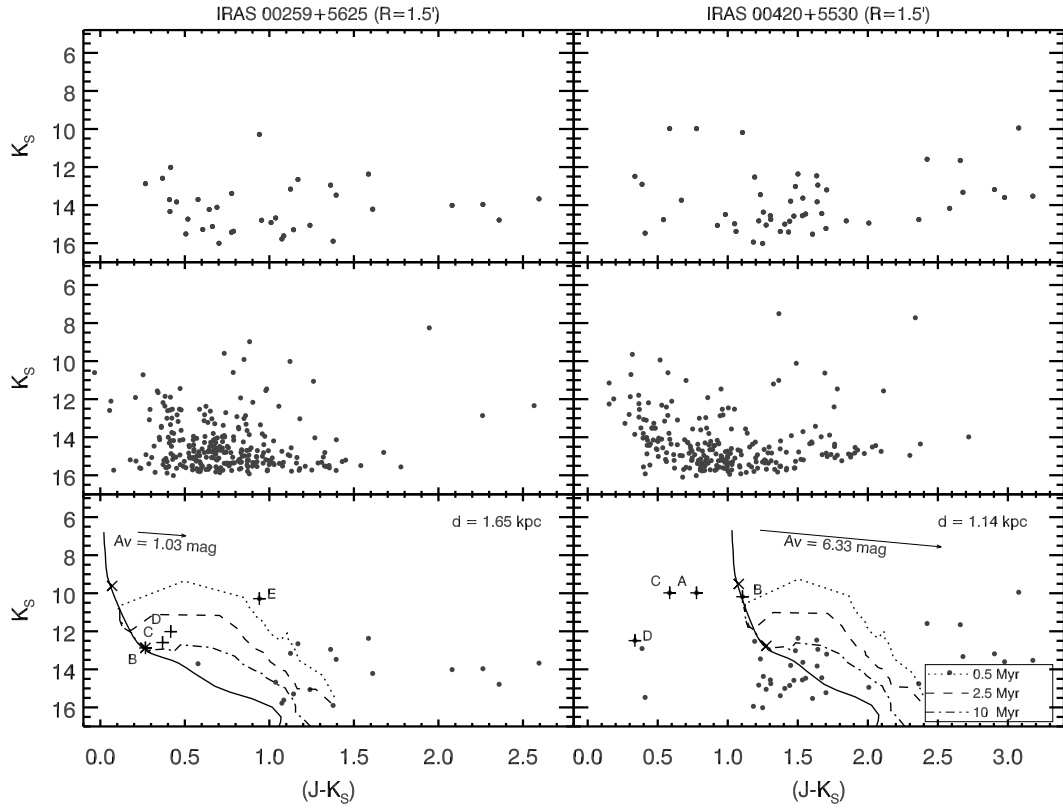 IRAS 00259+5625 (R=1.5')
IRAS 00420+5530 (R=1.5')
4
6
8
10
12
14
16
K_S
6
8
10
12
14
16
K_S
6
8
10
12
14
16
K_S
Av = 1.03 mag
d = 1.65 kpc
E
D
C
B
Av = 6.33 mag
d = 1.14 kpc
C
A
B
D
0.5 Myr
2.5 Myr
10 Myr
0.0 0.5 1.0 1.5 2.0 2.5
0.0 0.5 1.0 1.5 2.0 2.5 3.0
(J-K_S)
(J-K_S)